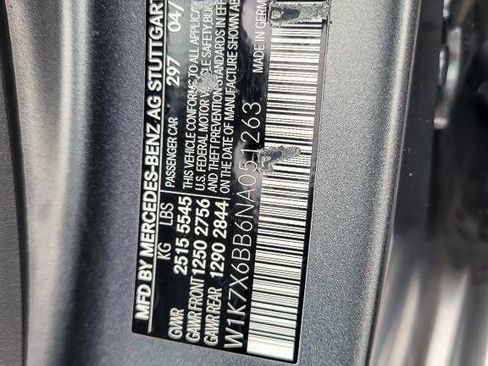 MFD BY MERCEDES-BENZ AG STUTTGART
KG LBS PASSENGER CAR 297 04/
GVWR 2515 5545 THIS VEHICLE CONFORMS TO ALL APPLICABLE
GAWR FRONT 1250 2756 U.S. FEDERAL MOTOR VEHICLE SAFETY,
GAWR REAR 1290 2844 AND THEFT PREVENTION STANDARDS IN EFFECT
ON THE DATE OF MANUFACTURE SHOWN
W1K7X6BB6NA051263 MADE IN GERM